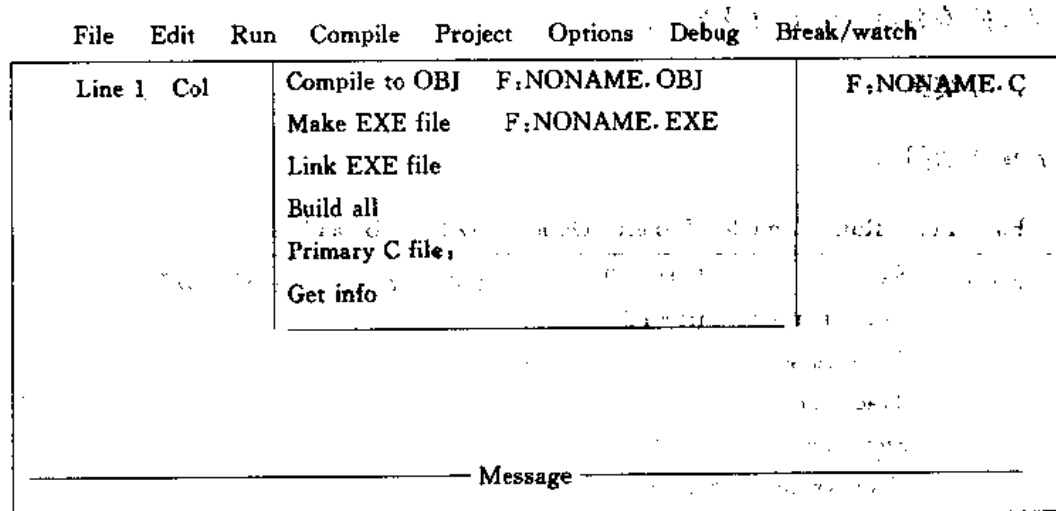 File Edit Run Compile Project Options Debug Break/watch
Line 1 Col Compile to OBJ F:NONAME.OBJ F:NONAME.C
Make EXE file F:NONAME.EXE
Link EXE file
Build all
Primary C file:
Get info
Message